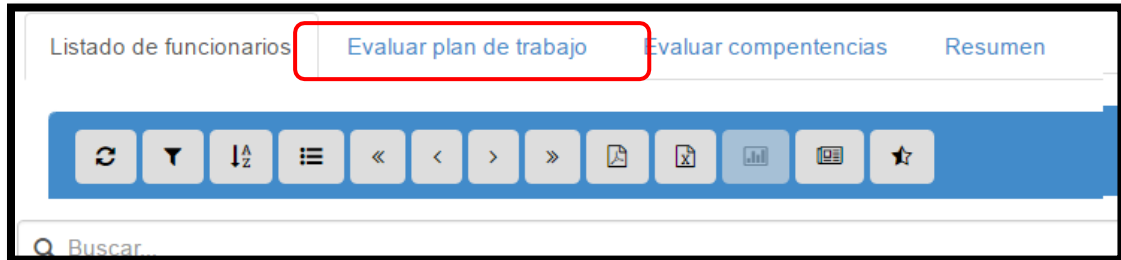 Listado de funcionarios Evaluar plan de trabajo Evaluar compentencias Resumen
Buscar...